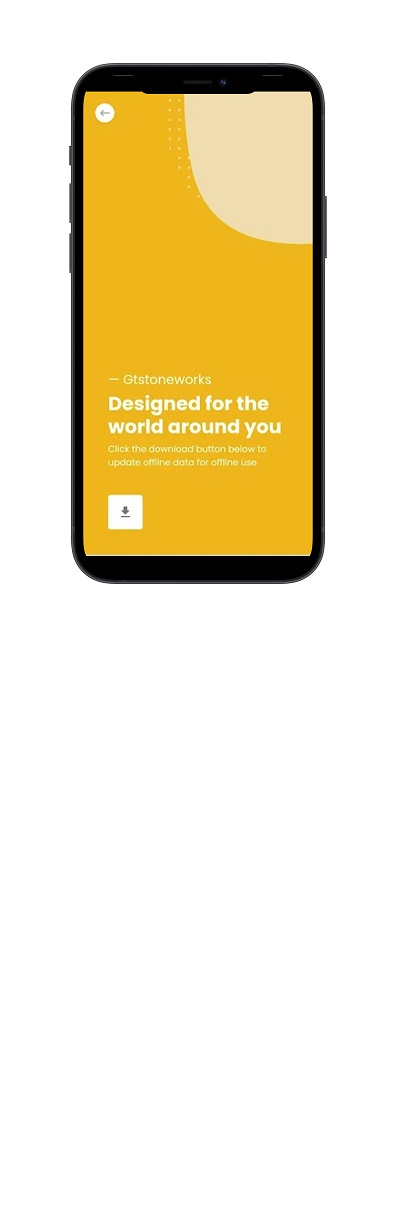 — Gtstoneworks
Designed for the
world around you
Click the download button below to
update offline data for offline use